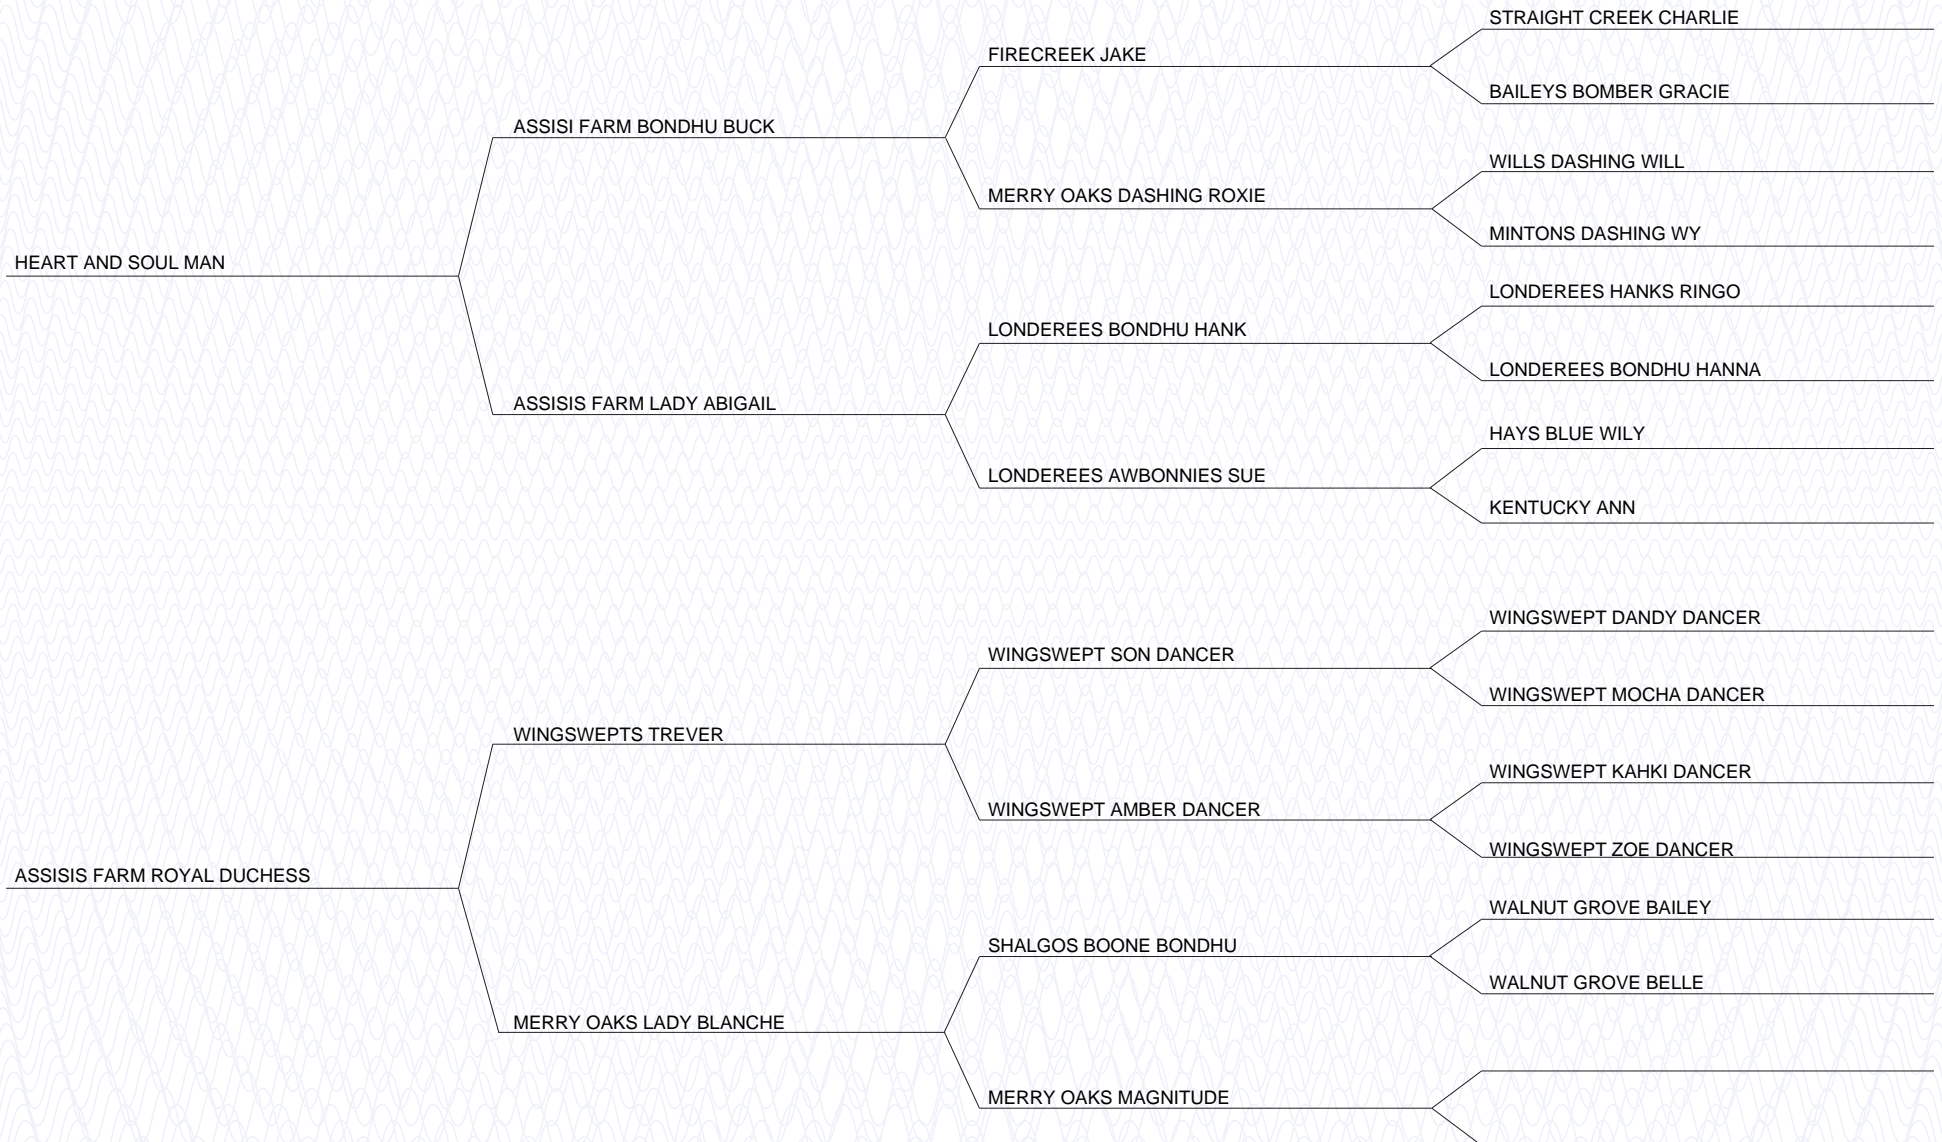 STRAIGHT CREEK CHARLIE
FIRECREEK JAKE
BAILEYS BOMBER GRACIE
ASSISI FARM BONDHU BUCK
WILLS DASHING WILL
MERRY OAKS DASHING ROXIE
MINTONS DASHING WY
HEART AND SOUL MAN
LONDEREES HANKS RINGO
LONDEREES BONDHU HANK
LONDEREES BONDHU HANNA
ASSISIS FARM LADY ABIGAIL
HAYS BLUE WILY
LONDEREES AWBONNIES SUE
KENTUCKY ANN
WINGSWEPT DANDY DANCER
WINGSWEPT SON DANCER
WINGSWEPT MOCHA DANCER
WINGSWEPTS TREVER
WINGSWEPT KAHKI DANCER
WINGSWEPT AMBER DANCER
WINGSWEPT ZOE DANCER
ASSISIS FARM ROYAL DUCHESS
WALNUT GROVE BAILEY
SHALGOS BOONE BONDHU
WALNUT GROVE BELLE
MERRY OAKS LADY BLANCHE
MERRY OAKS MAGNITUDE